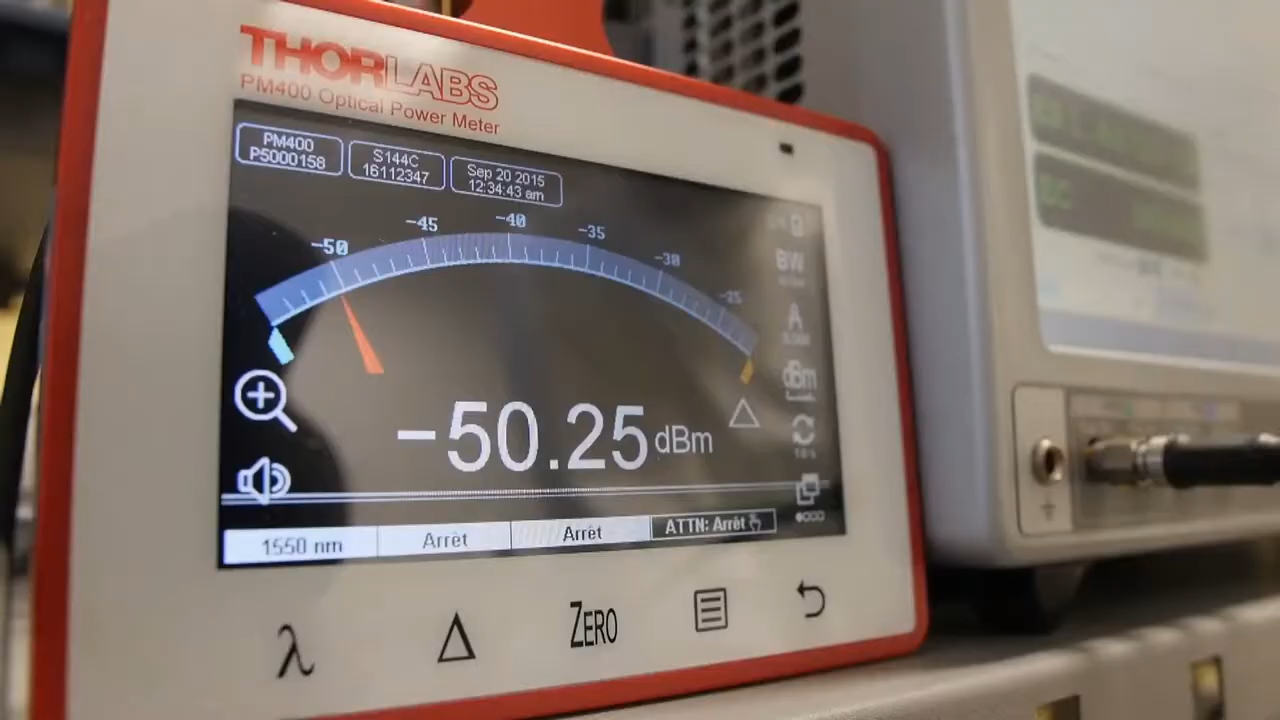 THORLABS
PM400 Optical Power Meter
PM400
P5000158
S144C
16112347
Sep 20 2015
12:34:43 am
-50
-45
-40
-35
-30
-25
BW
A
dBm
-50.25 dBm
1550 nm
Arrêt
Arrêt
ATTN: Arrêt
λ
Δ
ZERO